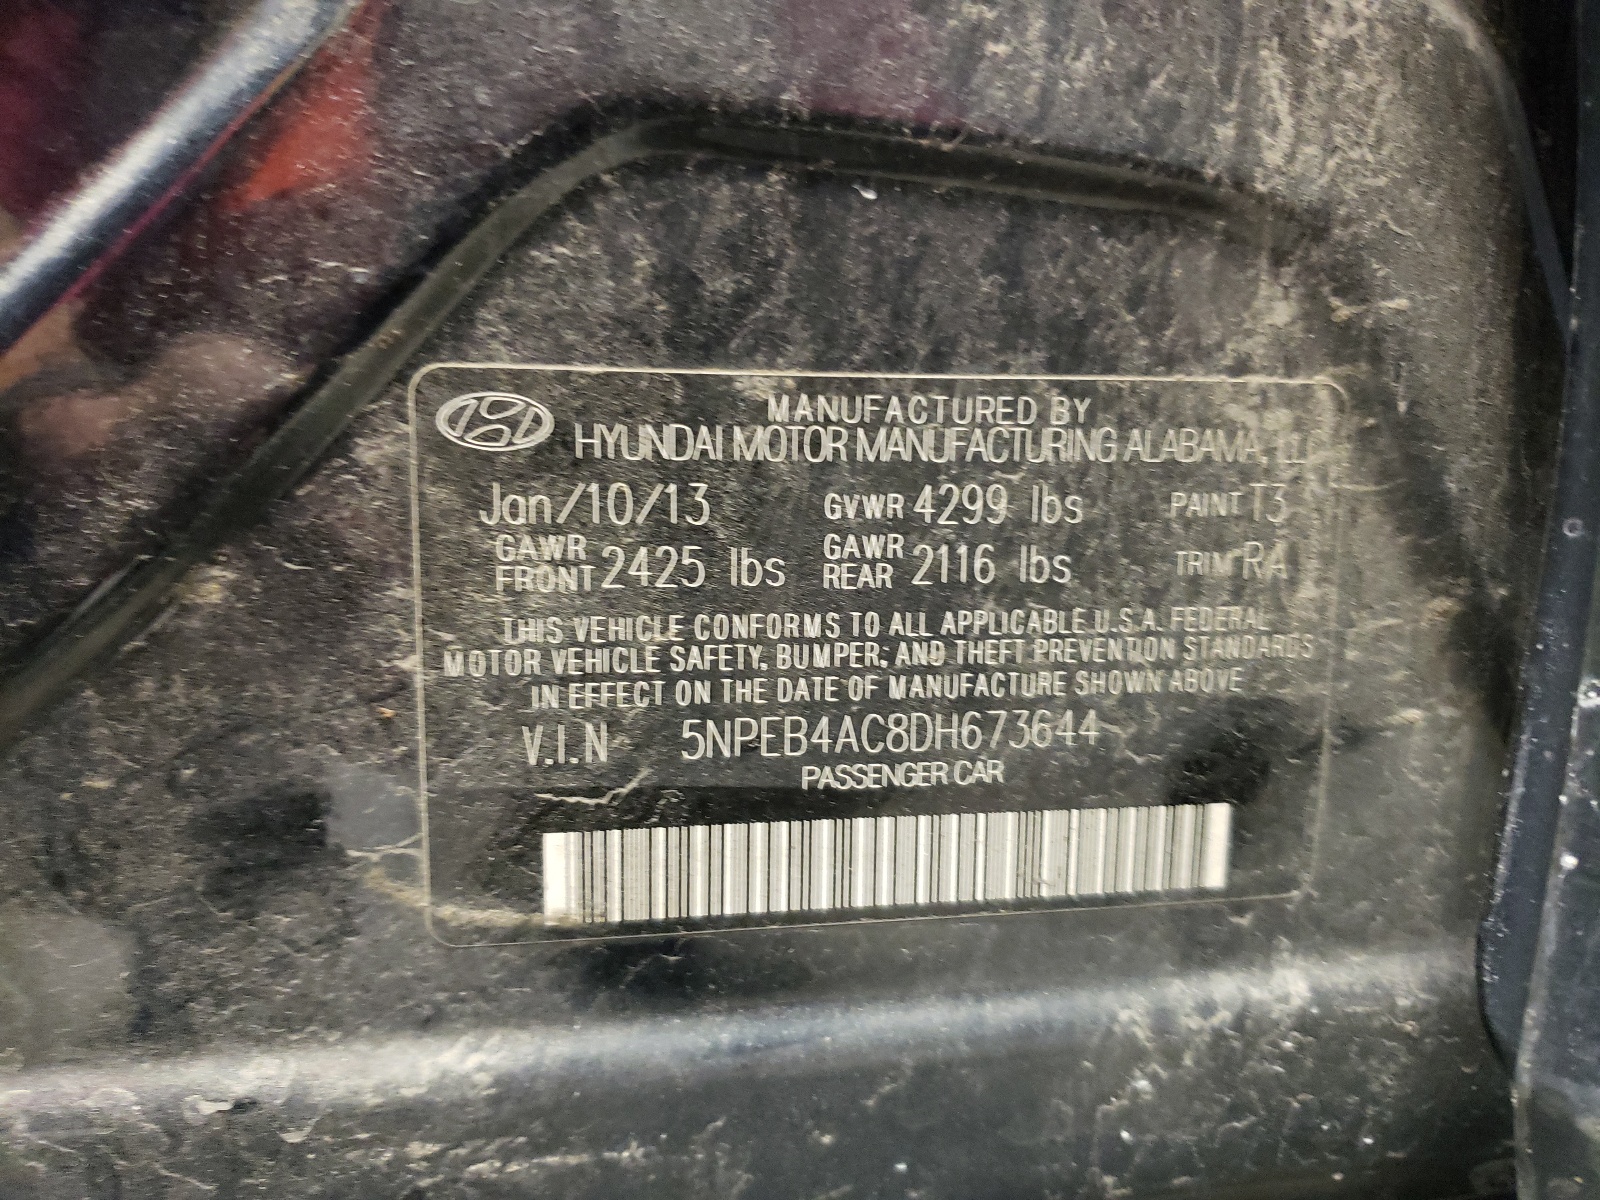 MANUFACTURED BY
HYUNDAI MOTOR MANUFACTURING ALABAMA, LLC
Jan/10/13 GVWR 4299 lbs PAINT T3
GAWR FRONT 2425 lbs GAWR REAR 2116 lbs TRIM RA
THIS VEHICLE CONFORMS TO ALL APPLICABLE U.S.A. FEDERAL
MOTOR VEHICLE SAFETY, BUMPER, AND THEFT PREVENTION STANDARDS
IN EFFECT ON THE DATE OF MANUFACTURE SHOWN ABOVE
V.I.N 5NPEB4AC8DH673644
PASSENGER CAR